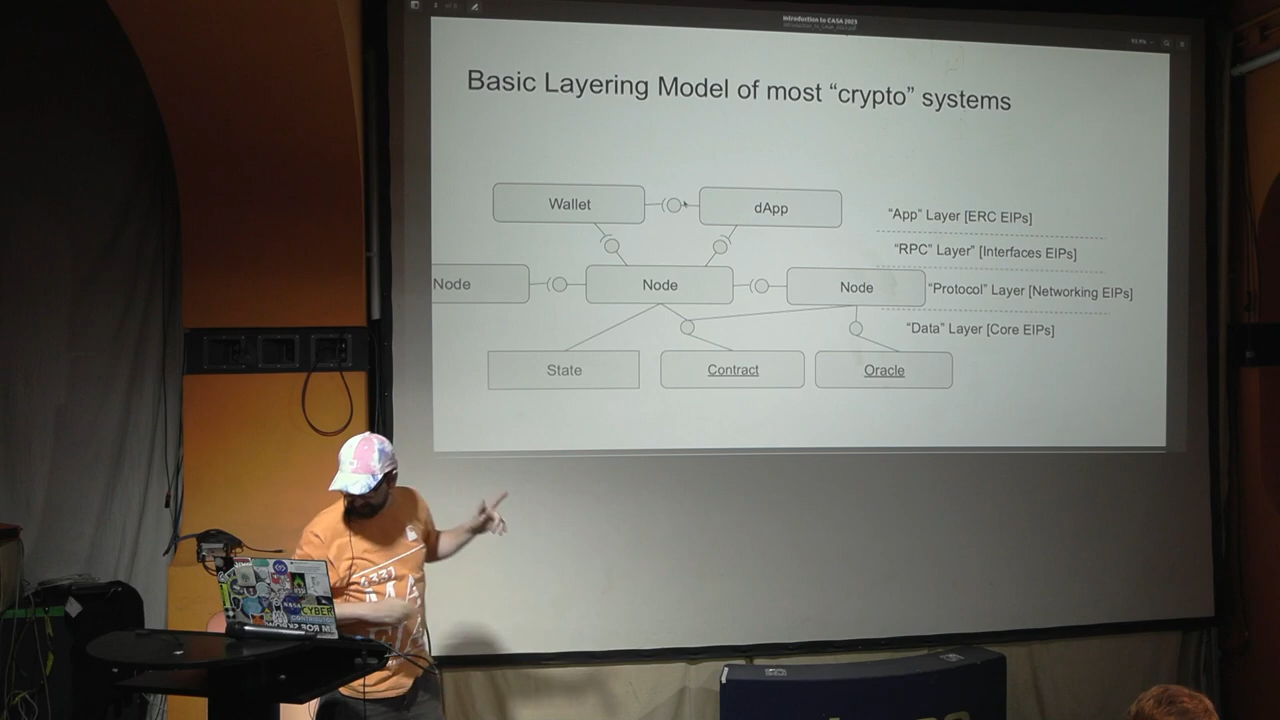 Introduction to CASA 2023
Basic Layering Model of most “crypto” systems
Wallet
dApp
“App” Layer [ERC EIPs]
“RPC” Layer” [Interfaces EIPs]
Node
Node
Node
“Protocol” Layer [Networking EIPs]
“Data” Layer [Core EIPs]
State
Contract
Oracle
CYBER